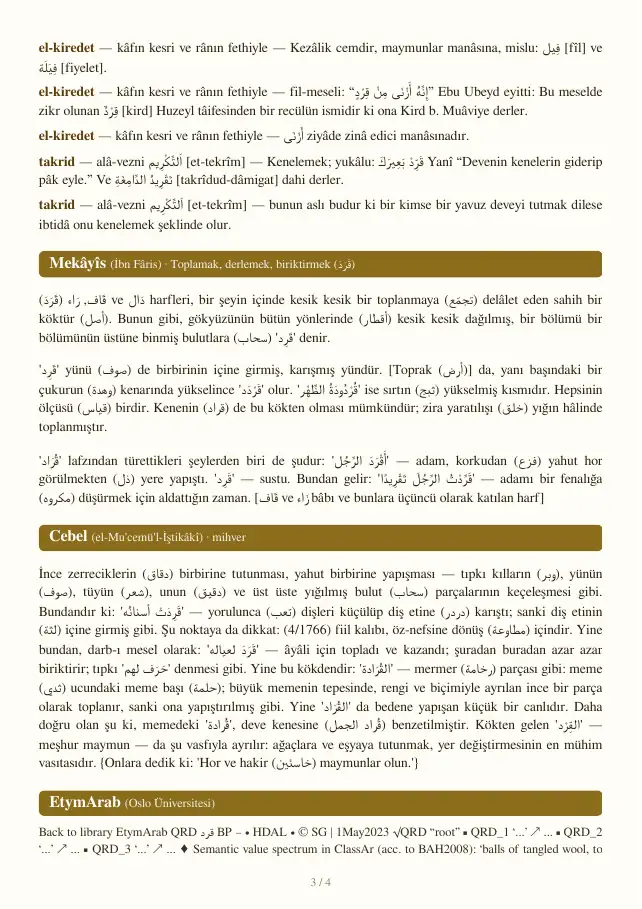 el-kiredet — kâfın kesri ve rânın fethiyle — Kezâlik cemdir, maymunlar manâsına, mislu: فِيل [fîl] ve
فِيَلَة [fiyelet].
el-kiredet — kâfın kesri ve rânın fethiyle — fil-meseli: “إِنَّهُ أَزْنَى مِنْ قِرْدٍ” Ebu Ubeyd eyitti: Bu meselde
zikr olunan قِرْدٌ [kird] Huzeyl tâifesinden bir recülün ismidir ki ona Kird b. Muâviye derler.
el-kiredet — kâfın kesri ve rânın fethiyle — أَزْنَى ziyâde zinâ edici manâsınadır.
takrid — alâ-vezni اَلتَّكْرِيم [et-tekrîm] — Kenelemek; yukâlu: قَرِّدْ بَعِيرَكَ Yanî “Devenin kenelerin giderip
pâk eyle.” Ve تَقْرِيدُ الدَّامِغَةِ [takrîdud-dâmigat] dahi derler.
takrid — alâ-vezni اَلتَّكْرِيم [et-tekrîm] — bunun aslı budur ki bir kimse bir yavuz deveyi tutmak dilese
ibtidâ onu kenelemek şeklinde olur.
Mekâyîs (İbn Fâris) · Toplamak, derlemek, biriktirmek (قَرَدَ)
(قَرَدَ) قَاف, رَاء ve دَال harfleri, bir şeyin içinde kesik kesik bir toplanmaya (تجمّع) delâlet eden sahih bir
köktür (أصل). Bunun gibi, gökyüzünün bütün yönlerinde (أقطار) kesik kesik dağılmış, bir bölümü bir
bölümünün üstüne binmiş bulutlara (سحاب) 'قَرِد' denir.
'قَرِد' yünü (صوف) de birbirinin içine girmiş, karışmış yündür. [Toprak (أرض)] da, yanı başındaki bir
çukurun (وهدة) kenarında yükselince 'قَرْدَد' olur. 'قُرْدُودَةُ الظَّهْر' ise sırtın (ثبج) yükselmiş kısmıdır. Hepsinin
ölçüsü (قياس) birdir. Kenenin (قراد) de bu kökten olması mümkündür; zira yaratılışı (خلق) yığın hâlinde
toplanmıştır.
'قُرَاد' lafzından türettikleri şeylerden biri de şudur: 'أَقْرَدَ الرَّجُل' — adam, korkudan (فزع) yahut hor
görülmekten (ذل) yere yapıştı. 'قَرِد' — sustu. Bundan gelir: 'قَرَّدْتُ الرَّجُلَ تَقْرِيدًا' — adamı bir fenalığa
(مكروه) düşürmek için aldattığın zaman. [قَاف ve رَاء bâbı ve bunlara üçüncü olarak katılan harf]
Cebel (el-Mu'cemü'l-İştikâkî) · mihver
İnce zerreciklerin (دقاق) birbirine tutunması, yahut birbirine yapışması — tıpkı kılların (وبر), yünün
(صوف), tüyün (شعر), unun (دقيق) ve üst üste yığılmış bulut (سحاب) parçalarının keçeleşmesi gibi.
Bundandır ki: 'قَرِدَتْ أسنانُه' — yorulunca (تعب) dişleri küçülüp diş etine (دردر) karıştı; sanki diş etinin
(لثة) içine girmiş gibi. Şu noktaya da dikkat: (4/1766) fiil kalıbı, öz-nefsine dönüş (مطاوعة) içindir. Yine
bundan, darb-ı mesel olarak: 'قَرَدَ لعياله' — âyâli için topladı ve kazandı; şuradan buradan azar azar
biriktirir; tıpkı 'حَرَف لهم' denmesi gibi. Yine bu kökdendir: 'القُرَادة' — mermer (رخامة) parçası gibi: meme
(ثدي) ucundaki meme başı (حلمة); büyük memenin tepesinde, rengi ve biçimiyle ayrılan ince bir parça
olarak toplanır, sanki ona yapıştırılmış gibi. Yine 'القُرَاد' da bedene yapışan küçük bir canlıdır. Daha
doğru olan şu ki, memedeki 'قُرادة', deve kenesine (قُراد الجمل) benzetilmiştir. Kökten gelen 'القِرْد' —
meşhur maymun — da şu vasfıyla ayrılır: ağaçlara ve eşyaya tutunmak, yer değiştirmesinin en mühim
vasıtasıdır. {Onlara dedik ki: 'Hor ve hakir (خاسئين) maymunlar olun.'}
EtymArab (Oslo Üniversitesi)
Back to library EtymArab QRD قرد BP – • HDAL • © SG | 1May2023 √QRD “root” ▪ QRD_1 ‘...’ ↗ ... ▪ QRD_2
‘...’ ↗ ... ▪ QRD_3 ‘...’ ↗ ... ♦ Semantic value spectrum in ClassAr (acc. to BAH2008): ‘balls of tangled wool, to
3 / 4